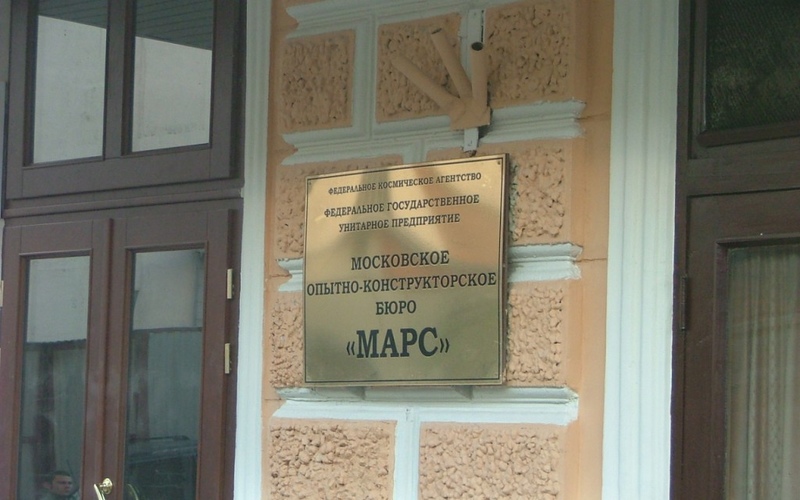 ФЕДЕРАЛЬНОЕ КОСМИЧЕСКОЕ АГЕНТСТВО
ФЕДЕРАЛЬНОЕ ГОСУДАРСТВЕННОЕ
УНИТАРНОЕ ПРЕДПРИЯТИЕ
МОСКОВСКОЕ
ОПЫТНО-КОНСТРУКТОРСКОЕ
БЮРО
«МАРС»